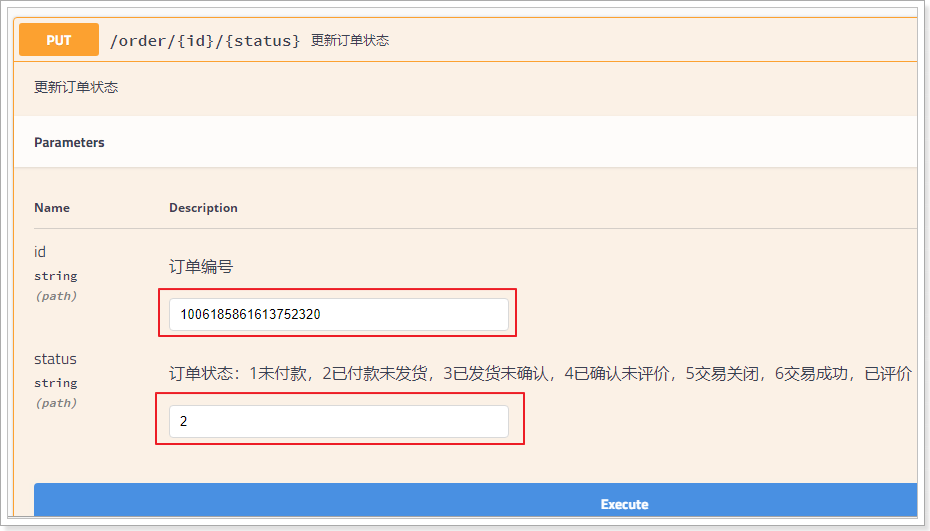 PUT /order/{id}/{status} 更新订单状态
更新订单状态
Parameters
Name Description
id
string
(path)
订单编号
1006185861613752320
status
string
(path)
订单状态：1未付款，2已付款未发货，3已发货未确认，4已确认未评价，5交易关闭，6交易成功，已评价
2
Execute